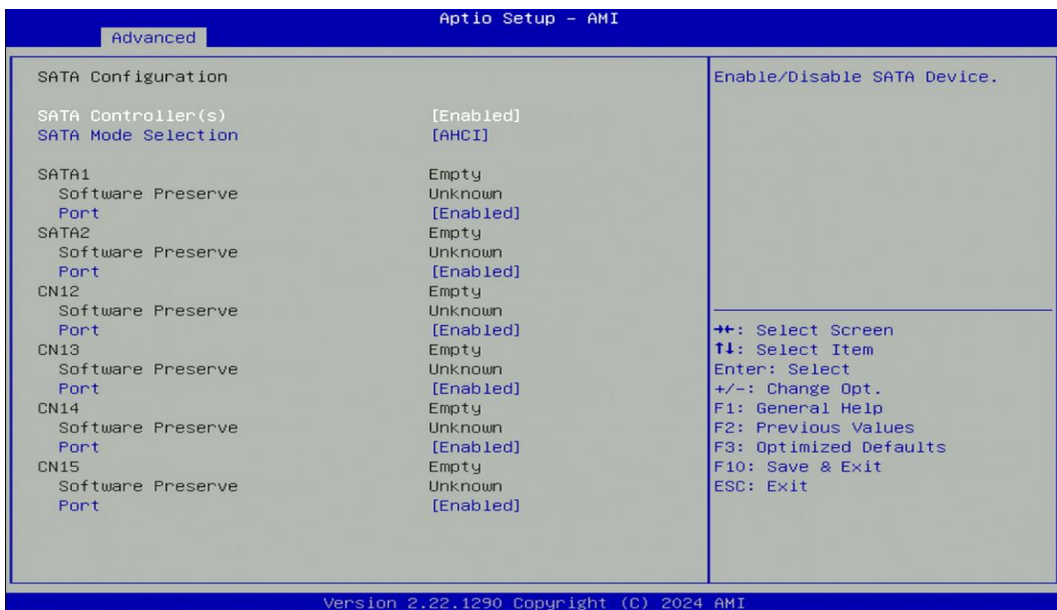 Aptio Setup – AMI
Advanced
SATA Configuration
SATA Controller(s) [Enabled]
SATA Mode Selection [AHCI]
SATA1 Empty
Software Preserve Unknown
Port [Enabled]
SATA2 Empty
Software Preserve Unknown
Port [Enabled]
CN12 Empty
Software Preserve Unknown
Port [Enabled]
CN13 Empty
Software Preserve Unknown
Port [Enabled]
CN14 Empty
Software Preserve Unknown
Port [Enabled]
CN15 Empty
Software Preserve Unknown
Port [Enabled]
Enable/Disable SATA Device.
→←: Select Screen
↑↓: Select Item
Enter: Select
+/-: Change Opt.
F1: General Help
F2: Previous Values
F3: Optimized Defaults
F10: Save & Exit
ESC: Exit
Version 2.22.1290 Copyright (C) 2024 AMI